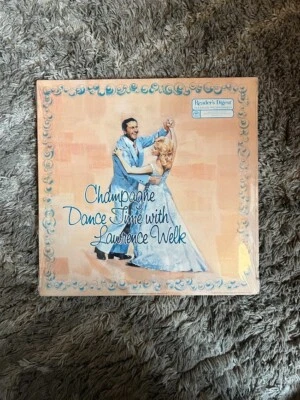 Reader's Digest
Champagne
Dance Time with
Lawrence Welk